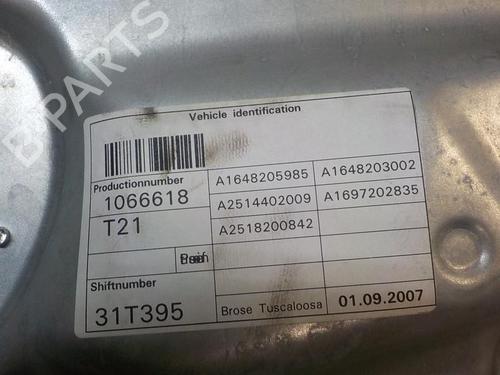 B PARTS
Vehicle identification
Productionnumber
1066618
T21
A1648205985 A1648203002
A2514402009 A1697202835
A2518200842
Shiftnumber
31T395
Brose Tuscaloosa 01.09.2007